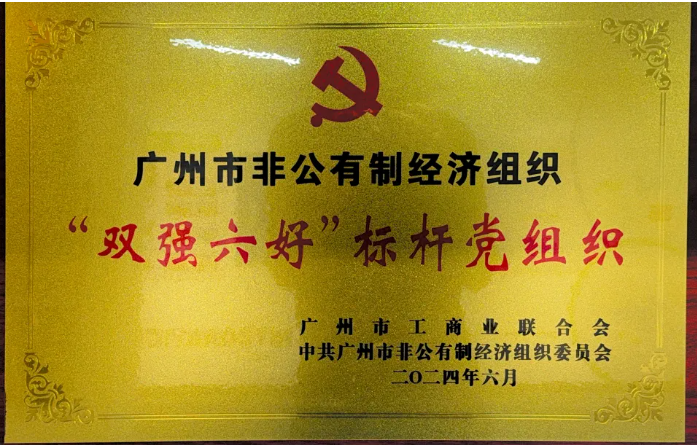 广州市非公有制经济组织
“双强六好”标杆党组织
广州市工商业联合会
中共广州市非公有制经济组织委员会
二〇二四年六月